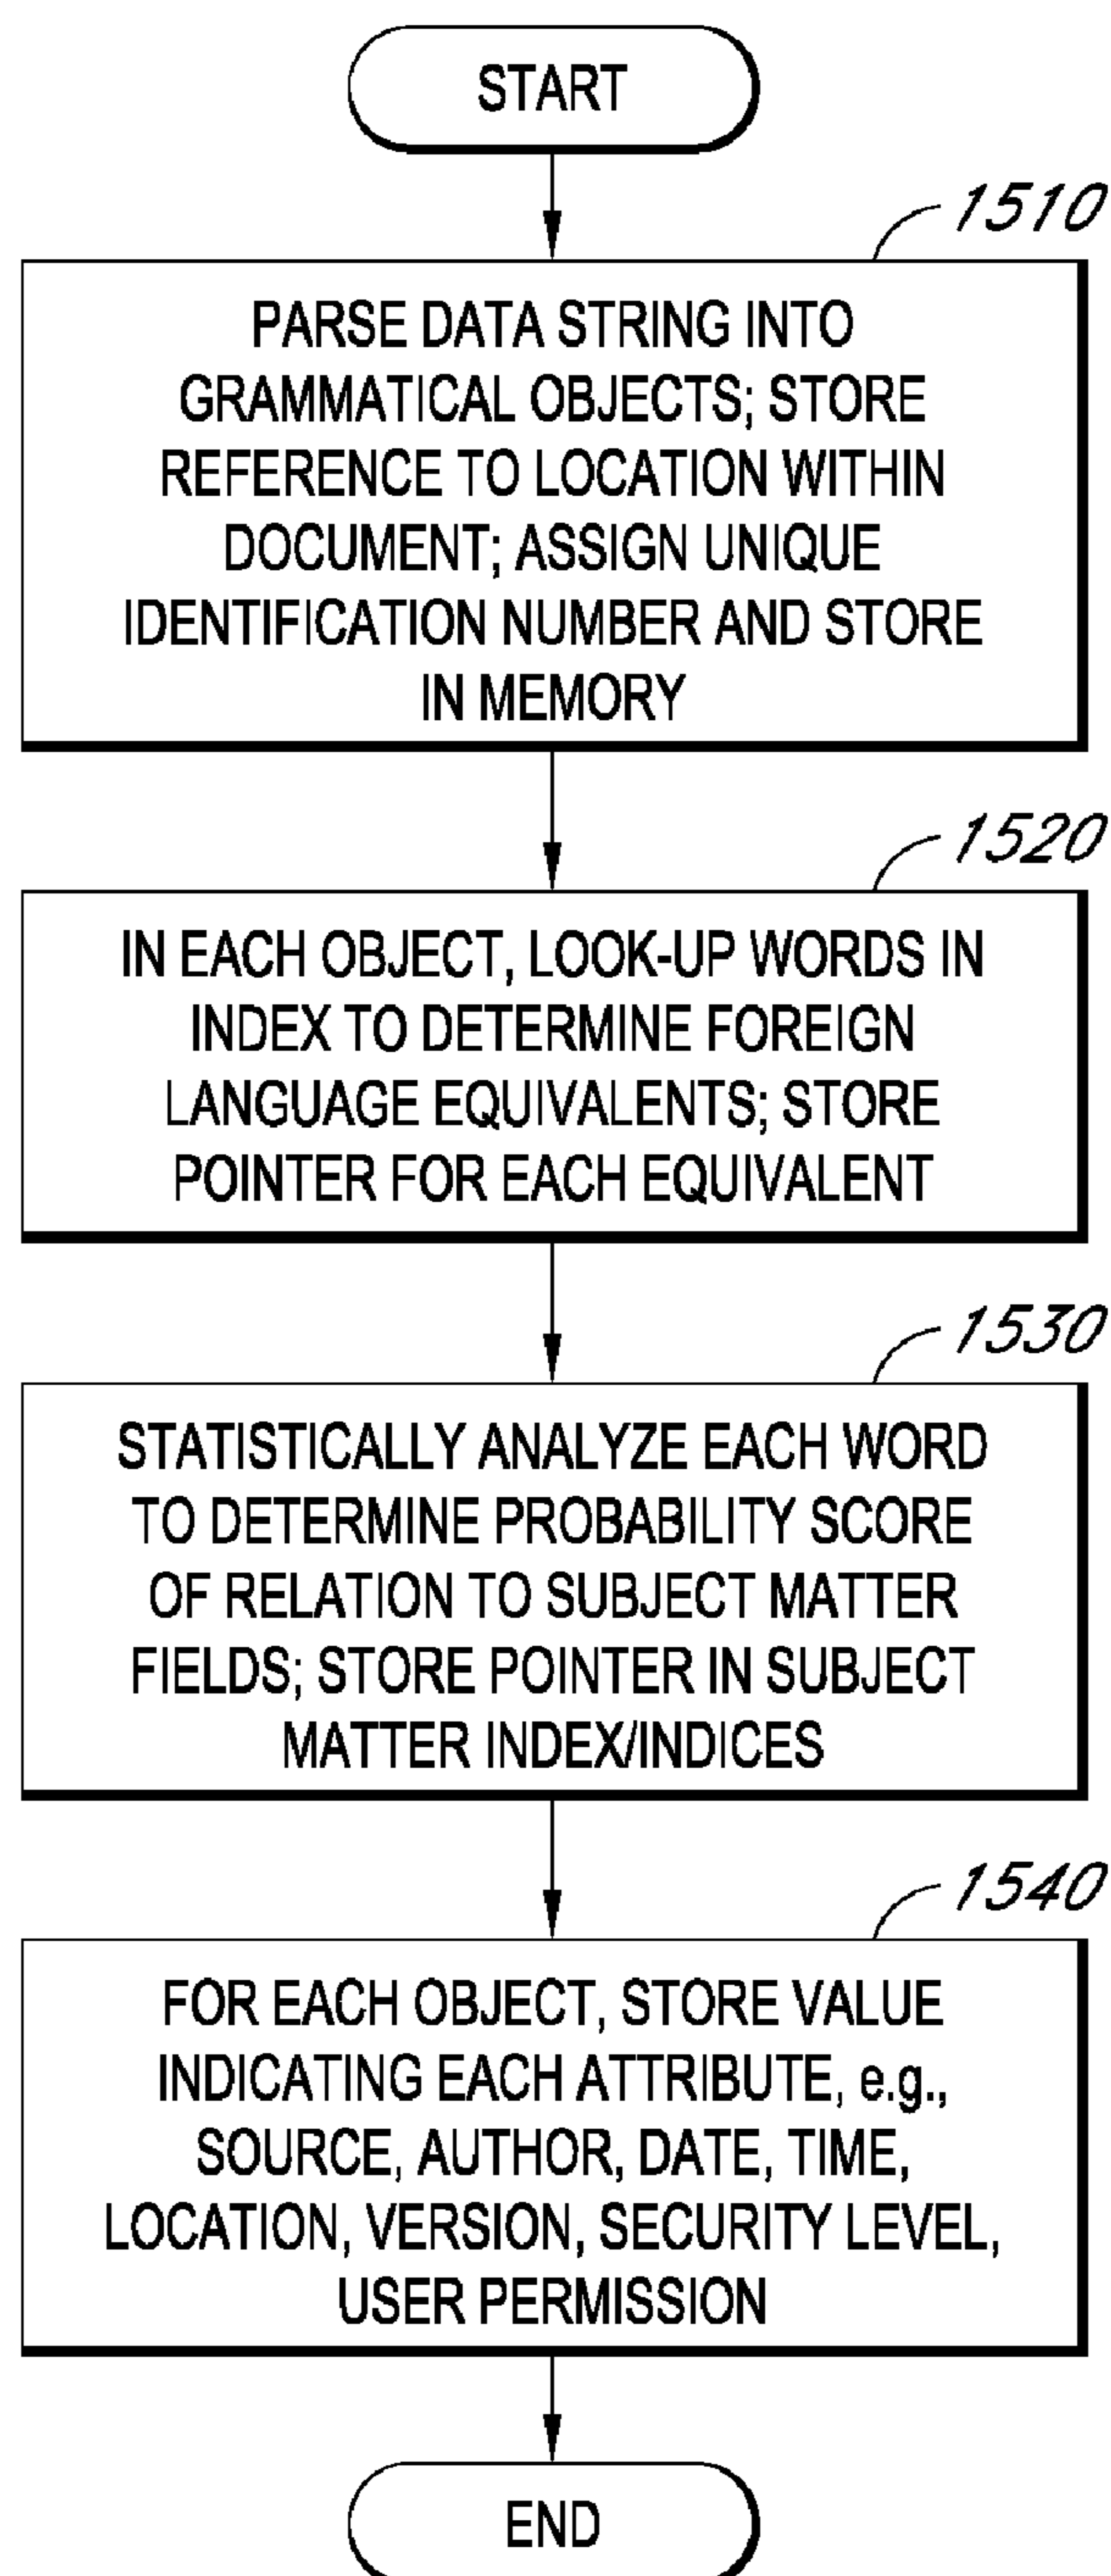 START
1510
PARSE DATA STRING INTO
GRAMMATICAL OBJECTS; STORE
REFERENCE TO LOCATION WITHIN
DOCUMENT; ASSIGN UNIQUE
IDENTIFICATION NUMBER AND STORE
IN MEMORY
1520
IN EACH OBJECT, LOOK-UP WORDS IN
INDEX TO DETERMINE FOREIGN
LANGUAGE EQUIVALENTS; STORE
POINTER FOR EACH EQUIVALENT
1530
STATISTICALLY ANALYZE EACH WORD
TO DETERMINE PROBABILITY SCORE
OF RELATION TO SUBJECT MATTER
FIELDS; STORE POINTER IN SUBJECT
MATTER INDEX/INDICES
1540
FOR EACH OBJECT, STORE VALUE
INDICATING EACH ATTRIBUTE, e.g.,
SOURCE, AUTHOR, DATE, TIME,
LOCATION, VERSION, SECURITY LEVEL,
USER PERMISSION
END